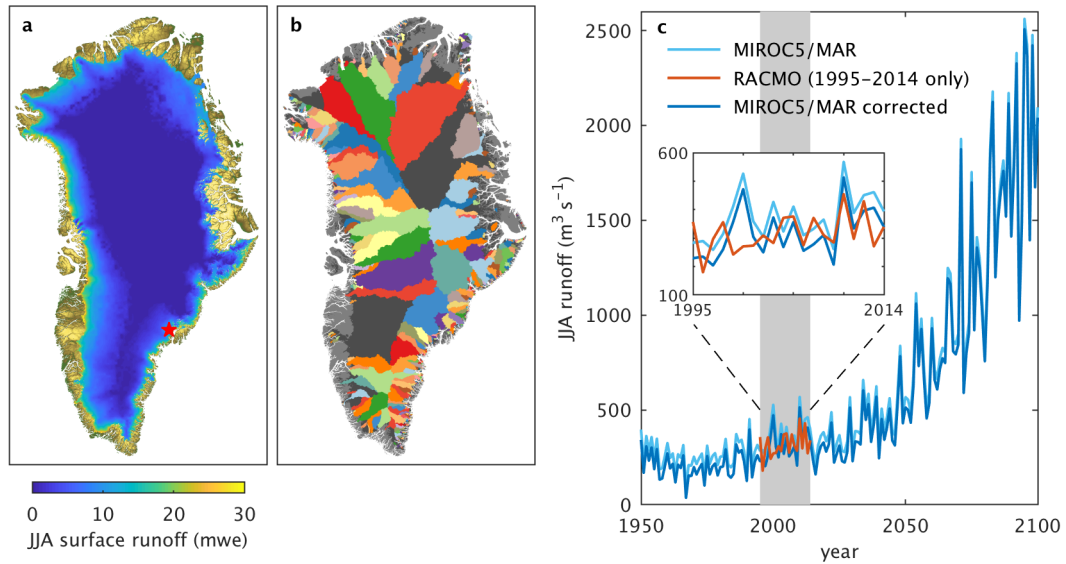 a
0 10 20 30
JJA surface runoff (mwe)
b
c
MIROC5/MAR
RACMO (1995–2014 only)
MIROC5/MAR corrected
2500
2000
1500
1000
500
0
JJA runoff (m³ s⁻¹)
600
100
1995 2014
1950 2000 2050 2100
year